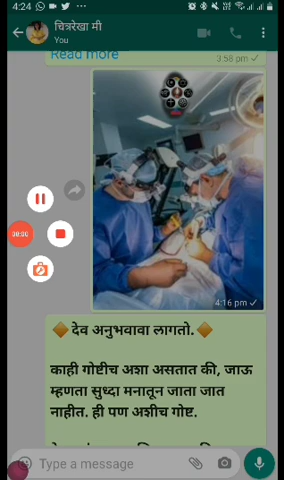 4:24
चित्ररेखा मी
You
Read more
3:58 pm
4:16 pm
00:00
🔶देव अनुभवावा लागतो.🔶
काही गोष्टीच अशा असतात की, जाऊ
म्हणता सुध्दा मनातून जाता जात
नाहीत. ही पण अशीच गोष्ट.
Type a message